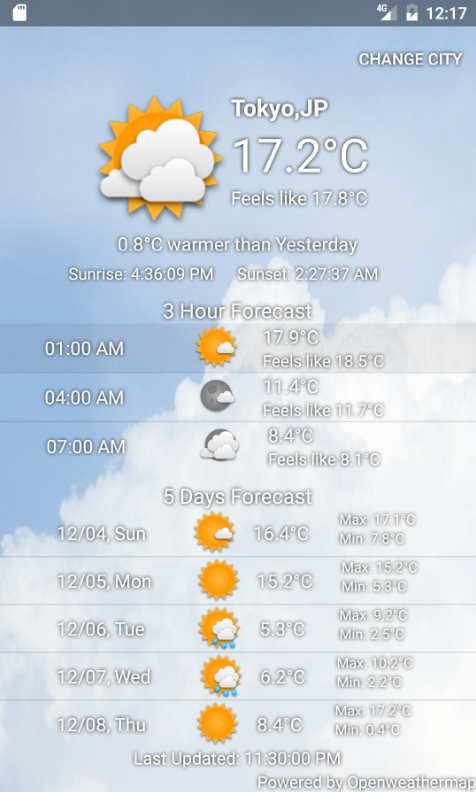 4G 12:17
CHANGE CITY
Tokyo,JP
17.2°C
Feels like 17.8°C
0.8°C warmer than Yesterday
Sunrise: 4:36:09 PM Sunset: 2:27:37 AM
3 Hour Forecast
01:00 AM 17.9°C
Feels like 18.5°C
04:00 AM 11.4°C
Feels like 11.7°C
07:00 AM 8.4°C
Feels like 8.1°C
5 Days Forecast
12/04, Sun 16.4°C Max: 17.1°C
Min: 7.8°C
12/05, Mon 15.2°C Max: 15.2°C
Min: 5.3°C
12/06, Tue 5.3°C Max: 9.2°C
Min: 2.5°C
12/07, Wed 6.2°C Max: 10.2°C
Min: 2.2°C
12/08, Thu 8.4°C Max: 17.2°C
Min: 0.4°C
Last Updated: 11:30:00 PM
Powered by Openweathermap